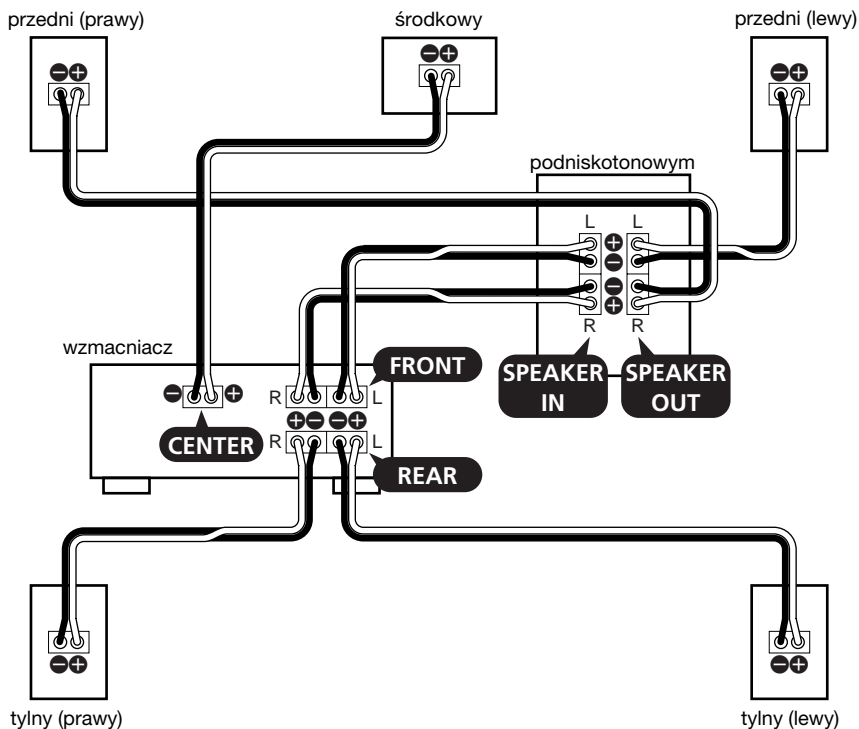 przedni (prawy)
środkowy
przedni (lewy)
podniskotonowym
L
L
R
R
SPEAKER
IN
SPEAKER
OUT
wzmacniacz
R
L
FRONT
CENTER
R
L
REAR
tylny (prawy)
tylny (lewy)